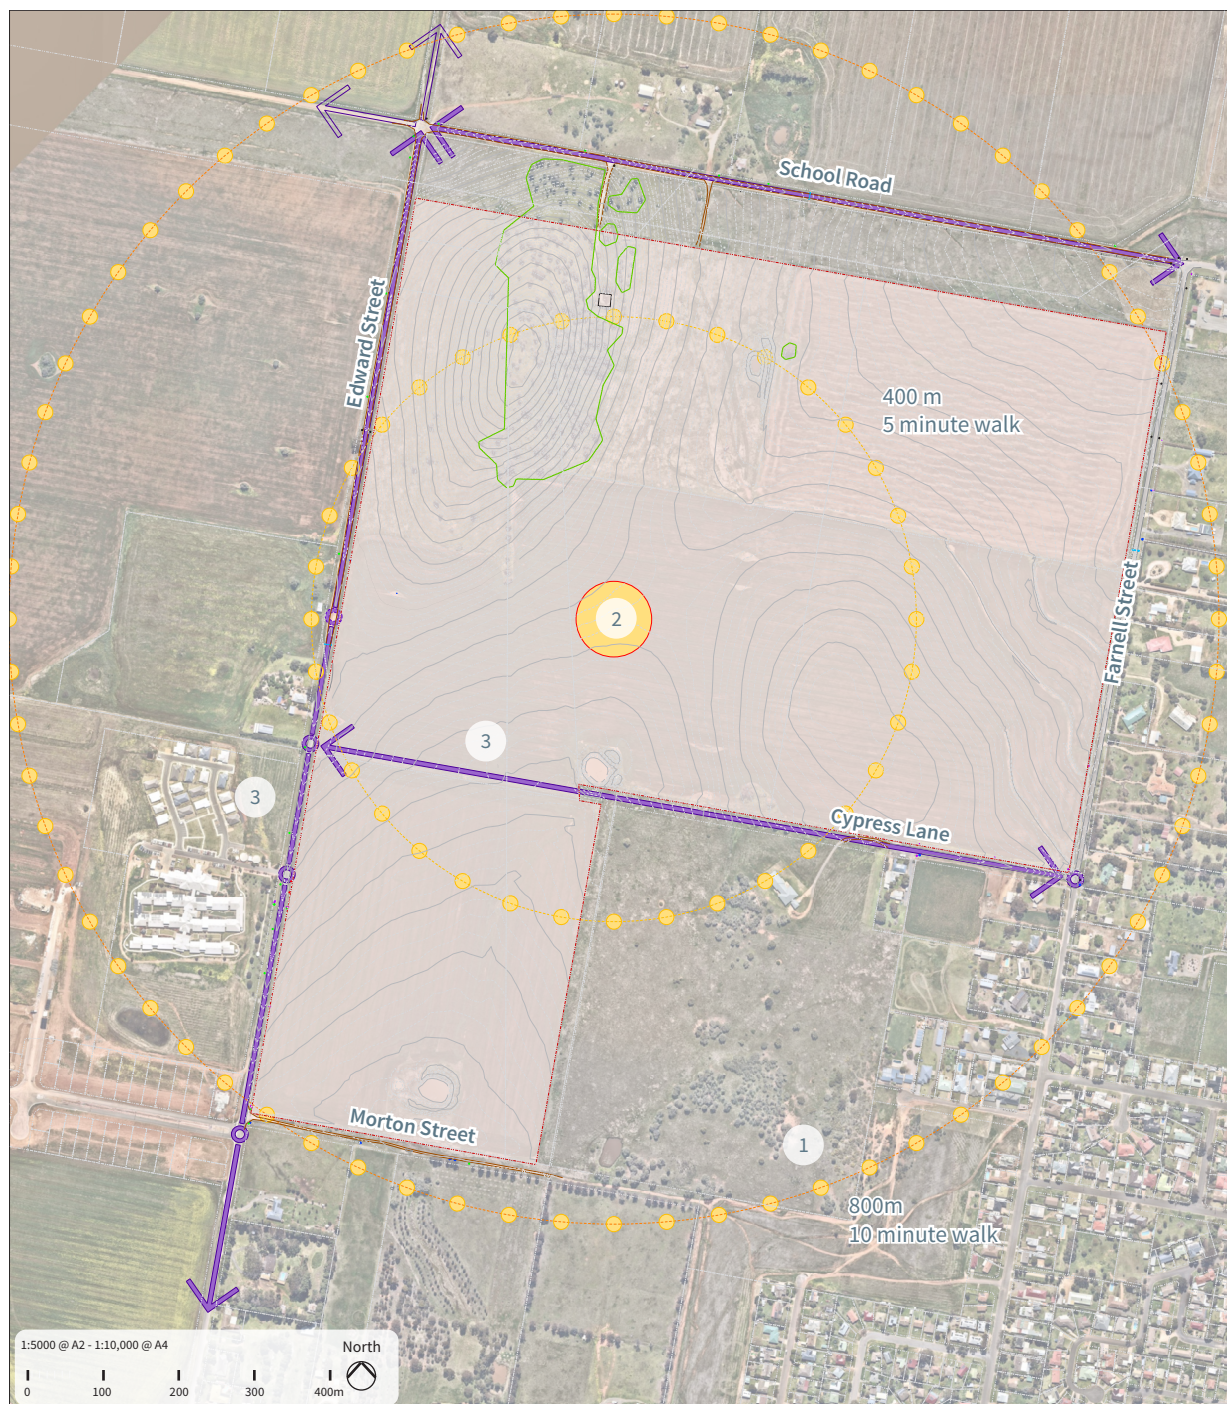 School Road
Edward Street
400 m
5 minute walk
Farnell Street
2
3
3
Cypress Lane
Morton Street
1
800m
10 minute walk
1:5000 @ A2 - 1:10,000 @ A4
North
0 100 200 300 400m